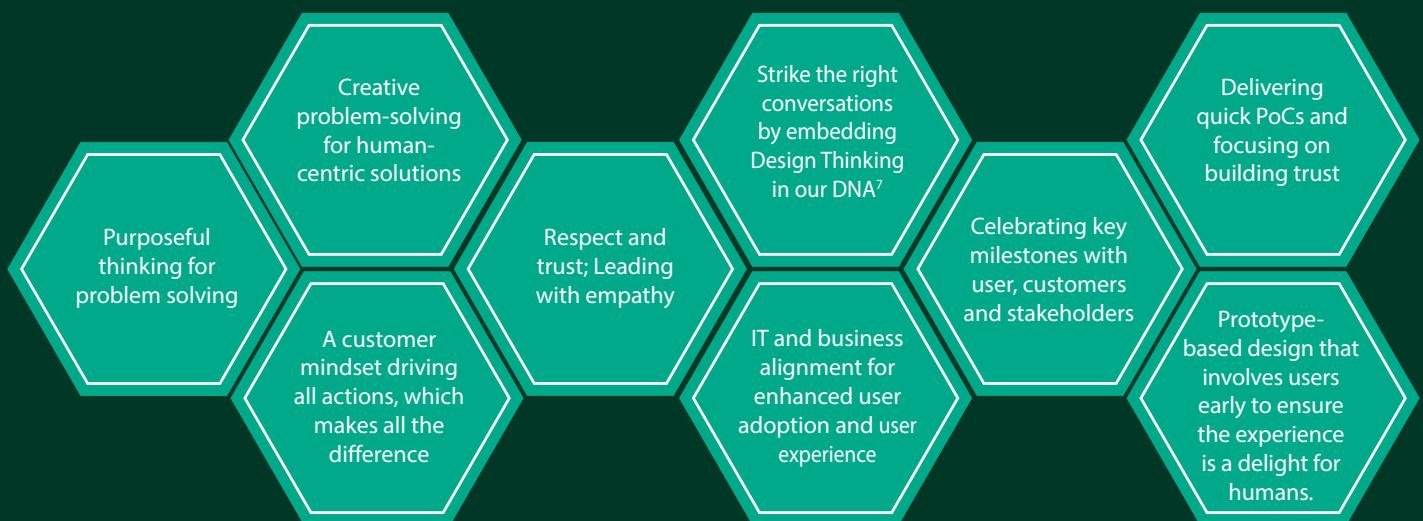 Purposeful
thinking for
problem solving
Creative
problem-solving
for human-
centric solutions
A customer
mindset driving
all actions, which
makes all the
difference
Respect and
trust; Leading
with empathy
Strike the right
conversations
by embedding
Design Thinking
in our DNA⁷
IT and business
alignment for
enhanced user
adoption and user
experience
Celebrating key
milestones with
user, customers
and stakeholders
Delivering
quick PoCs and
focusing on
building trust
Prototype-
based design that
involves users
early to ensure
the experience
is a delight for
humans.